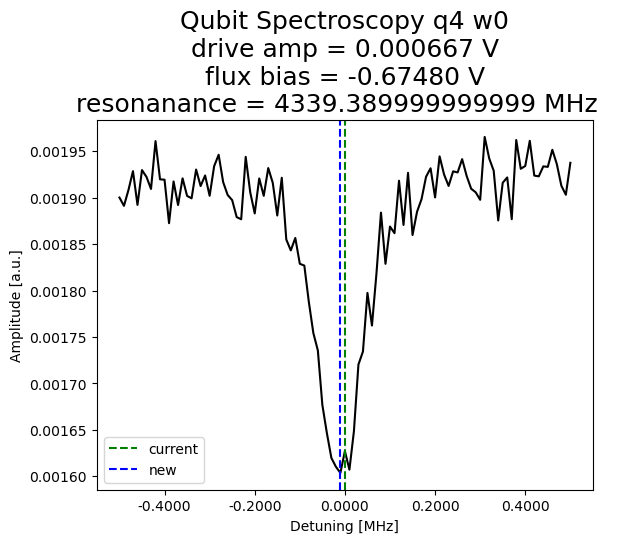 Qubit Spectroscopy q4 w0
drive amp = 0.000667 V
flux bias = -0.67480 V
resonanance = 4339.389999999999 MHz
0.00195
0.00190
0.00185
0.00180
0.00175
0.00170
0.00165
0.00160
Amplitude [a.u.]
current
new
-0.4000 -0.2000 0.0000 0.2000 0.4000
Detuning [MHz]